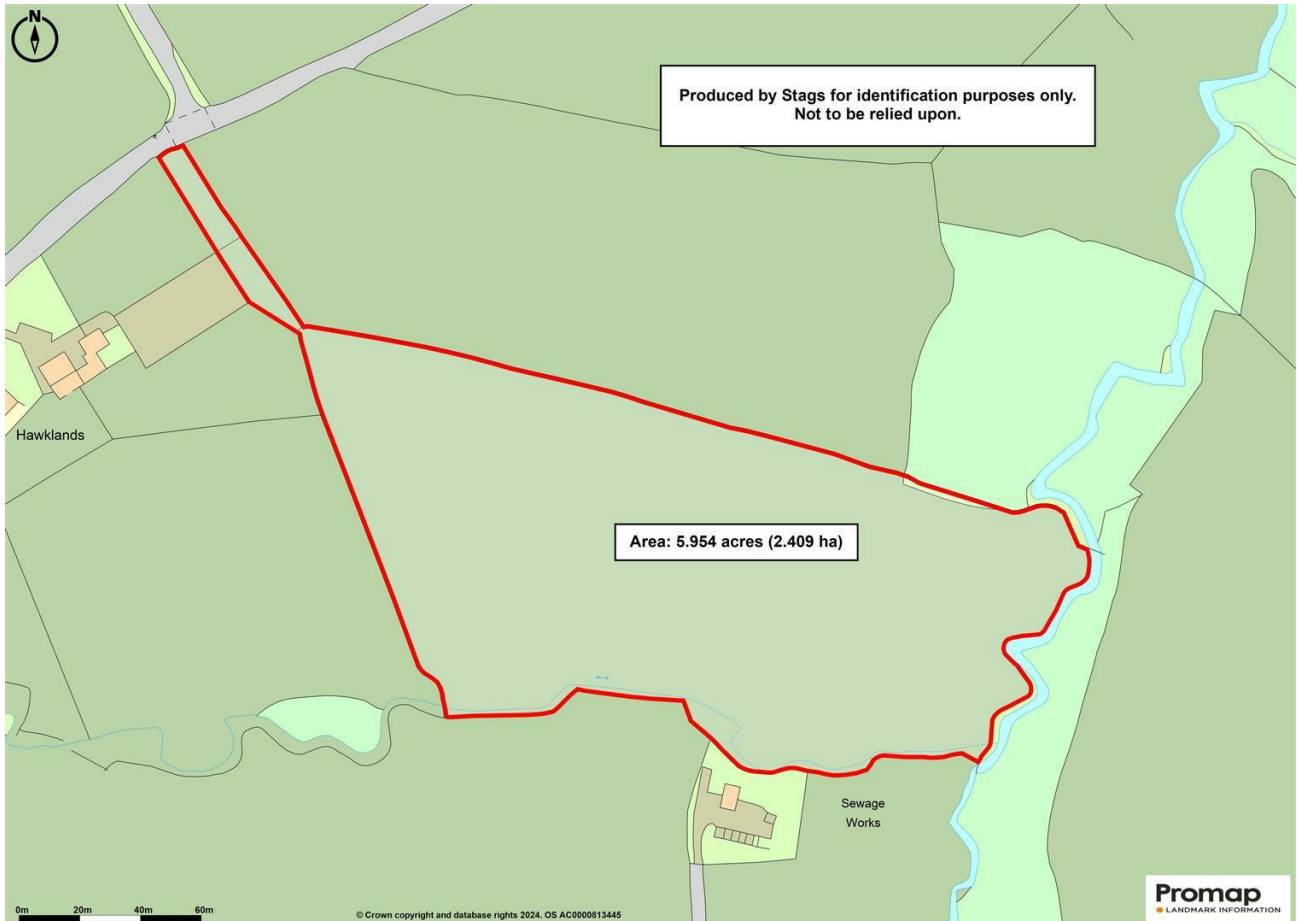 N
Produced by Stags for identification purposes only.
Not to be relied upon.
Hawklands
Area: 5.954 acres (2.409 ha)
Sewage
Works
0m 20m 40m 60m
© Crown copyright and database rights 2024. OS AC0000813445
Promap
LANDMARK INFORMATION